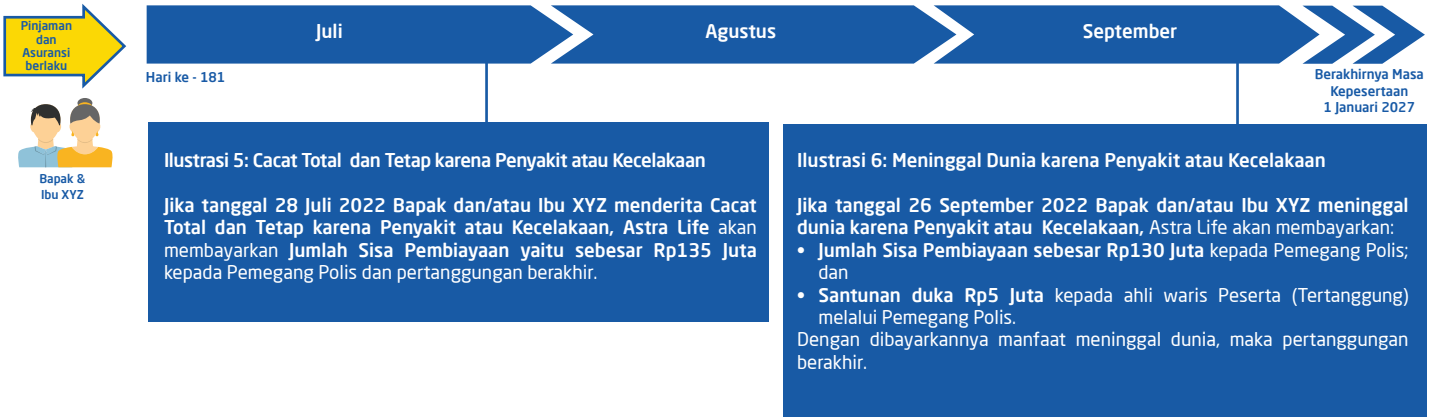 Pinjaman
dan
Asuransi
berlaku
Juli
Agustus
September
Hari ke - 181
Berakhirnya Masa
Kepesertaan
1 Januari 2027
Bapak &
Ibu XYZ
Ilustrasi 5: Cacat Total dan Tetap karena Penyakit atau Kecelakaan
Jika tanggal 28 Juli 2022 Bapak dan/atau Ibu XYZ menderita Cacat
Total dan Tetap karena Penyakit atau Kecelakaan, Astra Life akan
membayarkan Jumlah Sisa Pembiayaan yaitu sebesar Rp135 Juta
kepada Pemegang Polis dan pertanggungan berakhir.
Ilustrasi 6: Meninggal Dunia karena Penyakit atau Kecelakaan
Jika tanggal 26 September 2022 Bapak dan/atau Ibu XYZ meninggal
dunia karena Penyakit atau Kecelakaan, Astra Life akan membayarkan:
• Jumlah Sisa Pembiayaan sebesar Rp130 Juta kepada Pemegang Polis;
dan
• Santunan duka Rp5 Juta kepada ahli waris Peserta (Tertanggung)
melalui Pemegang Polis.
Dengan dibayarkannya manfaat meninggal dunia, maka pertanggungan
berakhir.